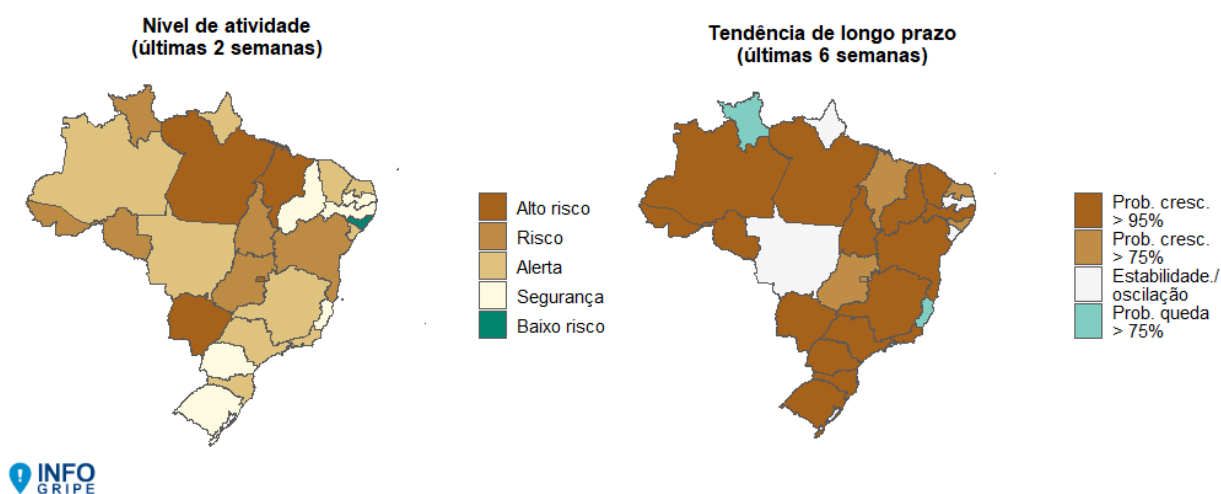 Nível de atividade
(últimas 2 semanas)
Tendência de longo prazo
(últimas 6 semanas)
Alto risco
Risco
Alerta
Segurança
Baixo risco
Prob. cresc.
> 95%
Prob. cresc.
> 75%
Estabilidade./
oscilação
Prob. queda
> 75%
INFO
GRIPE